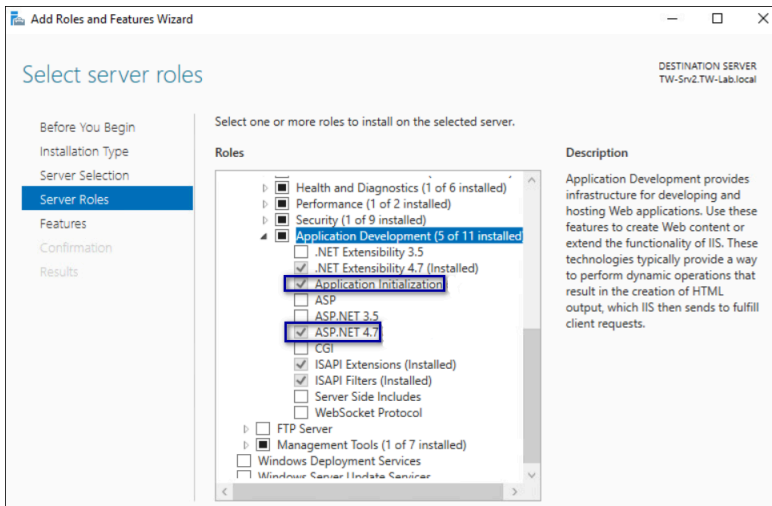 Add Roles and Features Wizard
Select server roles
DESTINATION SERVER
TW-Srv2.TW-Lab.local
Before You Begin
Installation Type
Server Selection
Server Roles
Features
Confirmation
Results
Select one or more roles to install on the selected server.
Roles
Health and Diagnostics (1 of 6 installed)
Performance (1 of 2 installed)
Security (1 of 9 installed)
Application Development (5 of 11 installed
.NET Extensibility 3.5
.NET Extensibility 4.7 (Installed)
Application Initialization
ASP
ASP.NET 3.5
ASP.NET 4.7
CGI
ISAPI Extensions (Installed)
ISAPI Filters (Installed)
Server Side Includes
WebSocket Protocol
FTP Server
Management Tools (1 of 7 installed)
Windows Deployment Services
Windows Server Update Services
Description
Application Development provides
infrastructure for developing and
hosting Web applications. Use these
features to create Web content or
extend the functionality of IIS. These
technologies typically provide a way
to perform dynamic operations that
result in the creation of HTML
output, which IIS then sends to fulfill
client requests.